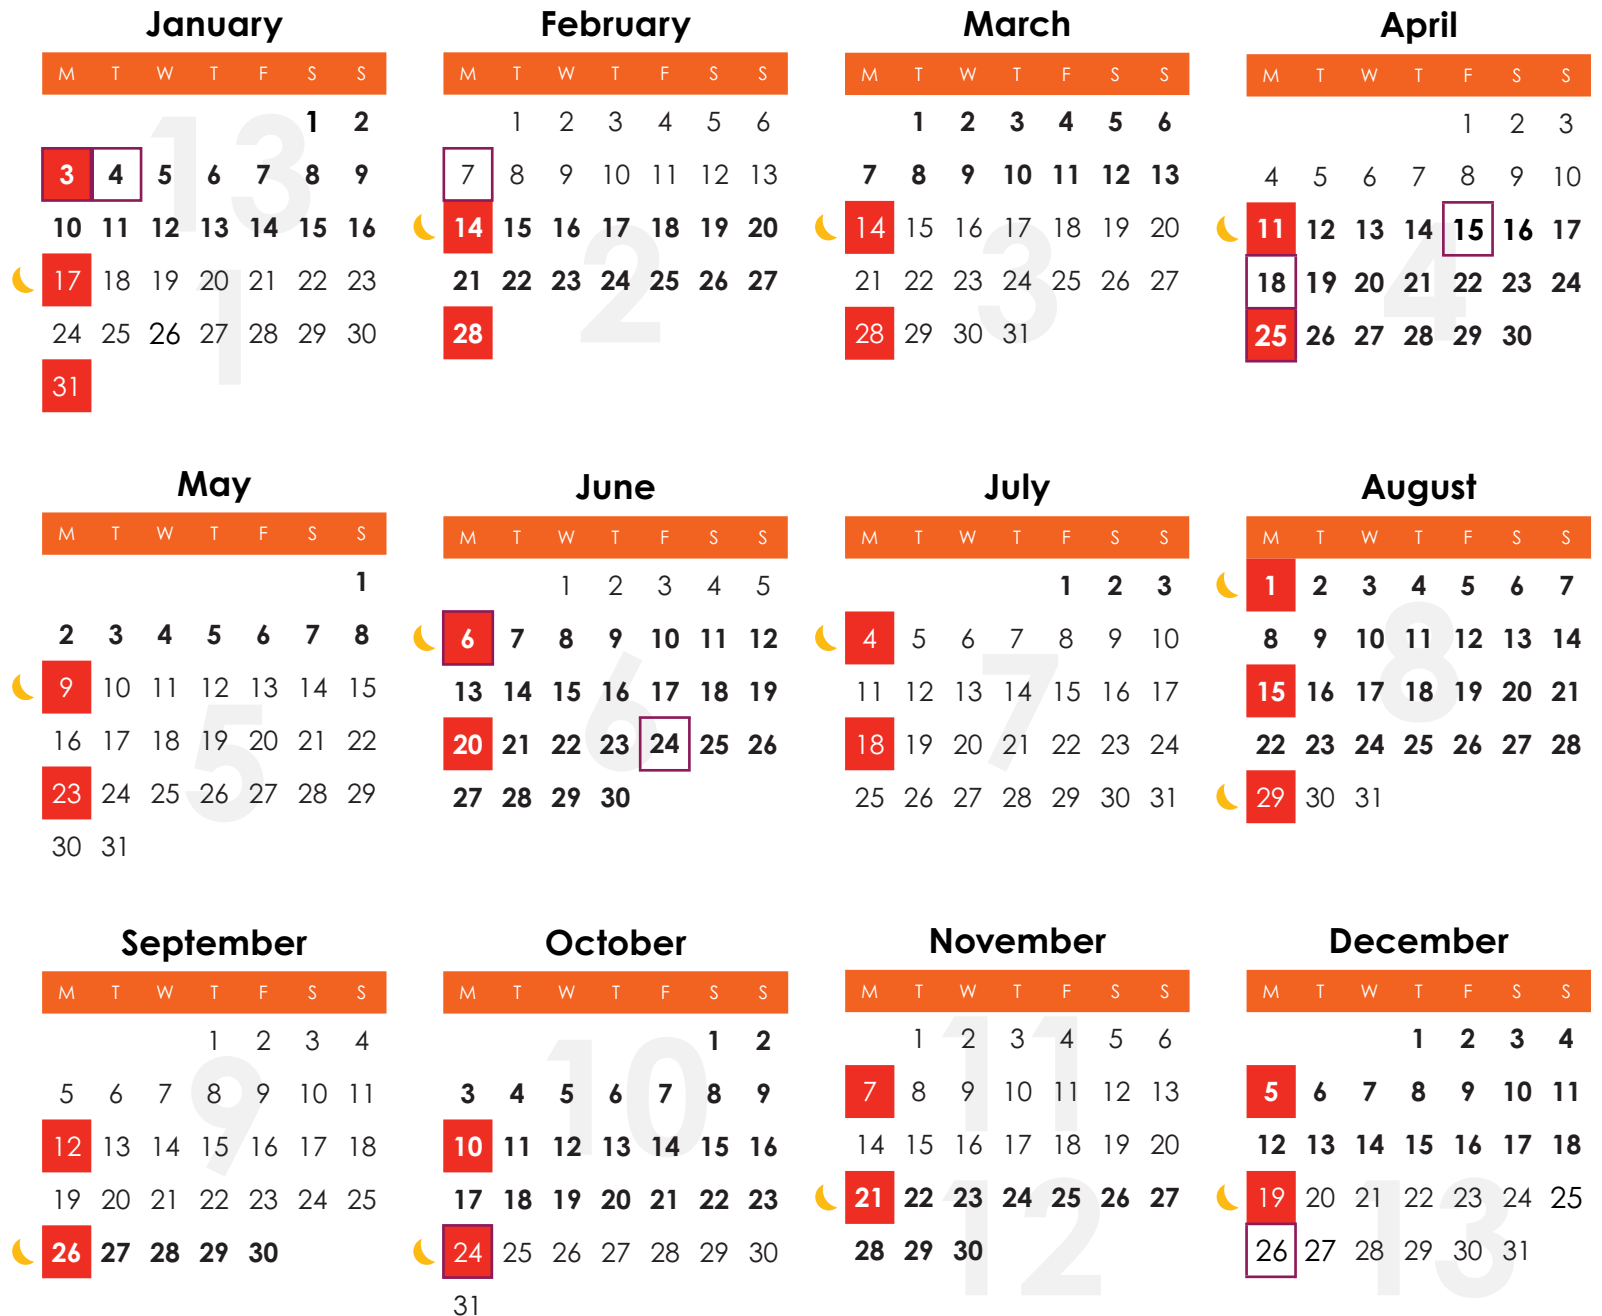 January February March April
M T W T F S S M T W T F S S M T W T F S S M T W T F S S
1 2 1 2 3 4 5 6 1 2 3 4 5 6 1 2 3
3 4 5 6 7 8 9 7 8 9 10 11 12 13 7 8 9 10 11 12 13 4 5 6 7 8 9 10
10 11 12 13 14 15 16 14 15 16 17 18 19 20 14 15 16 17 18 19 20 11 12 13 14 15 16 17
17 18 19 20 21 22 23 21 22 23 24 25 26 27 21 22 23 24 25 26 27 18 19 20 21 22 23 24
24 25 26 27 28 29 30 28 28 29 30 31 25 26 27 28 29 30
31
13 1 2 3 4
May June July August
M T W T F S S M T W T F S S M T W T F S S M T W T F S S
1 1 2 3 4 5 1 2 3 1 2 3 4 5 6 7
2 3 4 5 6 7 8 6 7 8 9 10 11 12 4 5 6 7 8 9 10 8 9 10 11 12 13 14
9 10 11 12 13 14 15 13 14 15 16 17 18 19 11 12 13 14 15 16 17 15 16 17 18 19 20 21
16 17 18 19 20 21 22 20 21 22 23 24 25 26 18 19 20 21 22 23 24 22 23 24 25 26 27 28
23 24 25 26 27 28 29 27 28 29 30 25 26 27 28 29 30 31 29 30 31
30 31
5 6 7 8
September October November December
M T W T F S S M T W T F S S M T W T F S S M T W T F S S
1 2 3 4 1 2 1 2 3 4 5 6 1 2 3 4
5 6 7 8 9 10 11 3 4 5 6 7 8 9 7 8 9 10 11 12 13 5 6 7 8 9 10 11
12 13 14 15 16 17 18 10 11 12 13 14 15 16 14 15 16 17 18 19 20 12 13 14 15 16 17 18
19 20 21 22 23 24 25 17 18 19 20 21 22 23 21 22 23 24 25 26 27 19 20 21 22 23 24 25
26 27 28 29 30 24 25 26 27 28 29 30 28 29 30 26 27 28 29 30 31
31
9 10 11 12 13